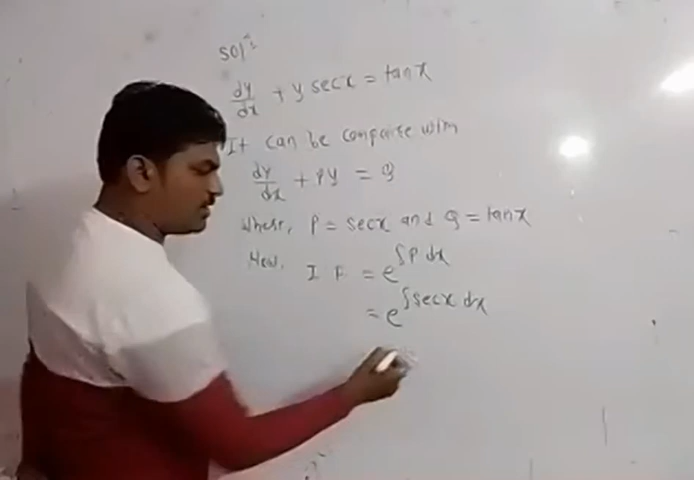 Sol^n:
dy/dx + y secx = tanx
It can be comparite with
dy/dx + Py = Q
Where, P = secx and Q = tanx
Now, I F. = e^∫P dx
= e^∫secx dx